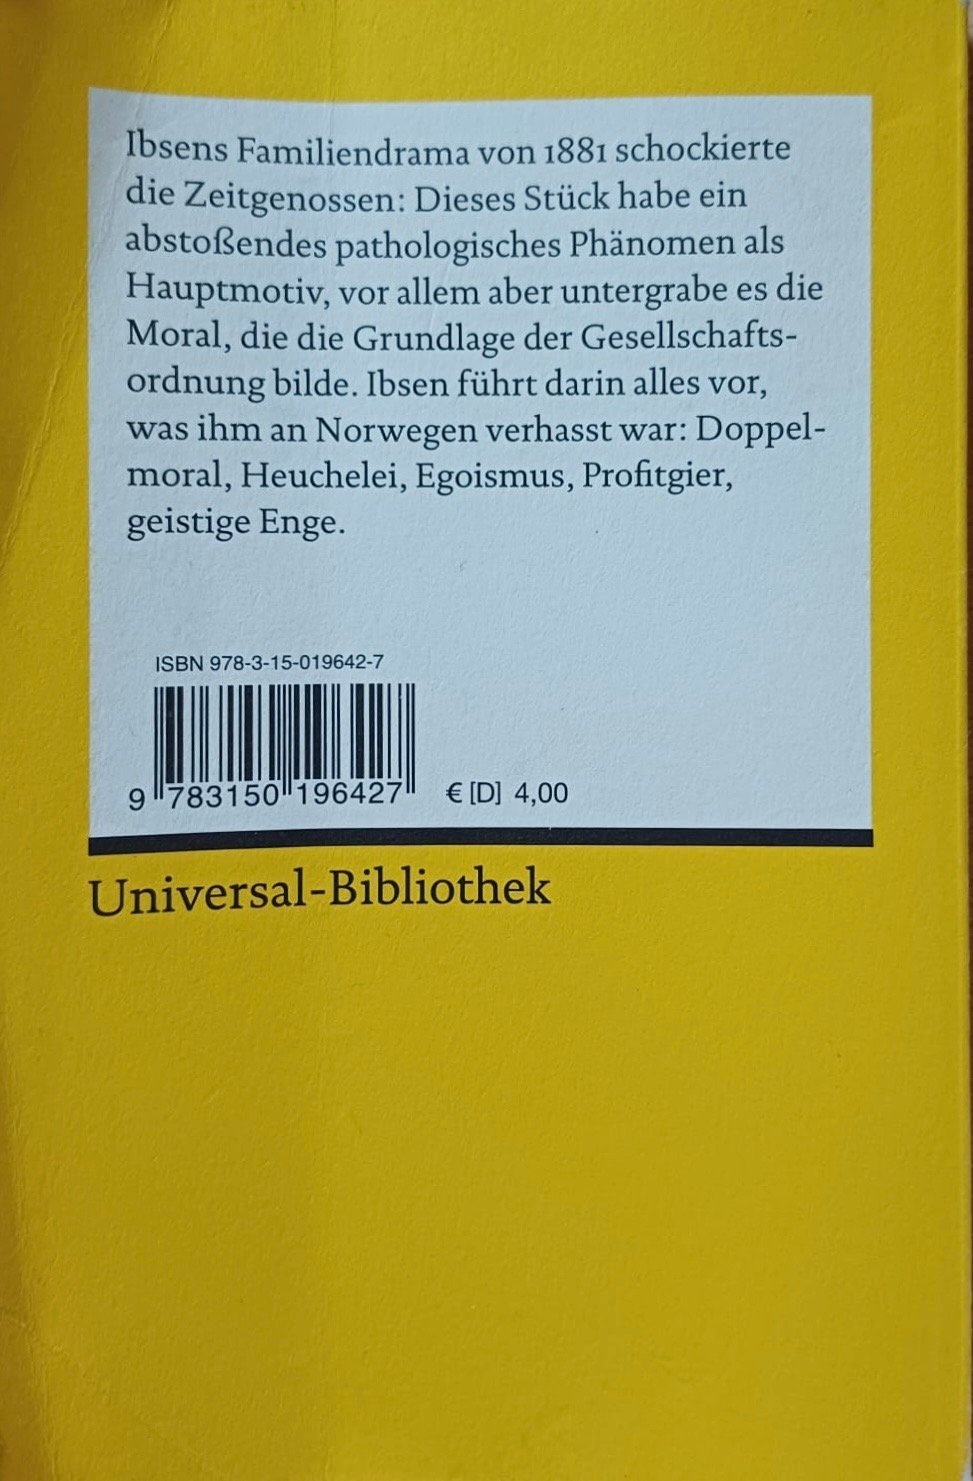 Ibsens Familiendrama von 1881 schockierte
die Zeitgenossen: Dieses Stück habe ein
abstoßendes pathologisches Phänomen als
Hauptmotiv, vor allem aber untergrabe es die
Moral, die die Grundlage der Gesellschafts-
ordnung bilde. Ibsen führt darin alles vor,
was ihm an Norwegen verhasst war: Doppel-
moral, Heuchelei, Egoismus, Profitgier,
geistige Enge.
ISBN 978-3-15-019642-7
9 783150 196427
€ [D] 4,00
Universal-Bibliothek